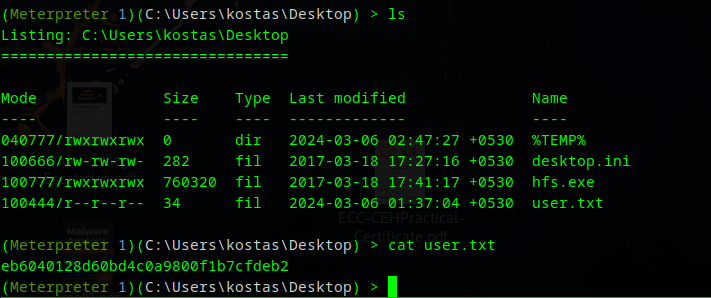 (Meterpreter 1)(C:\Users\kostas\Desktop) > ls
Listing: C:\Users\kostas\Desktop
================================

Mode              Size    Type  Last modified              Name
----              ----    ----  -------------              ----
040777/rwxrwxrwx  0       dir   2024-03-06 02:47:27 +0530  %TEMP%
100666/rw-rw-rw-  282     fil   2017-03-18 17:27:16 +0530  desktop.ini
100777/rwxrwxrwx  760320  fil   2017-03-18 17:41:17 +0530  hfs.exe
100444/r--r--r--  34      fil   2024-03-06 01:37:04 +0530  user.txt
ECC-CEHPractical-
Malware
(Meterpreter 1)(C:\Users\kostas\Desktop) > cat user.txt
Certificate.pdf
eb6040128d60bd4c0a9800f1b7cfdeb2
(Meterpreter 1)(C:\Users\kostas\Desktop) >